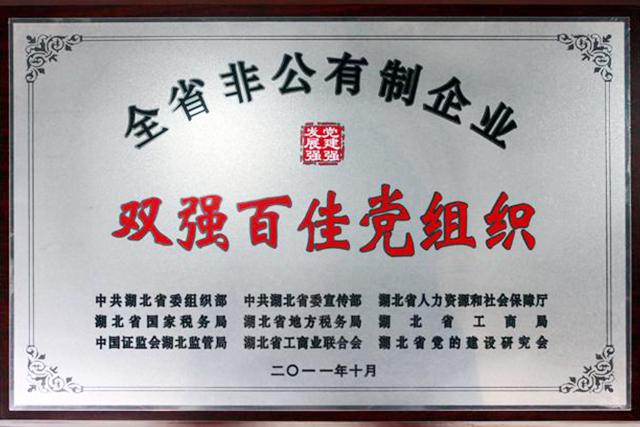 全省非公有制企业
党建强
发展强
双强百佳党组织
中共湖北省委组织部 中共湖北省委宣传部 湖北省人力资源和社会保障厅
湖北省国家税务局 湖北省地方税务局 湖北省工商局
中国证监会湖北监管局 湖北省工商业联合会 湖北省党的建设研究会
二〇一一年十月